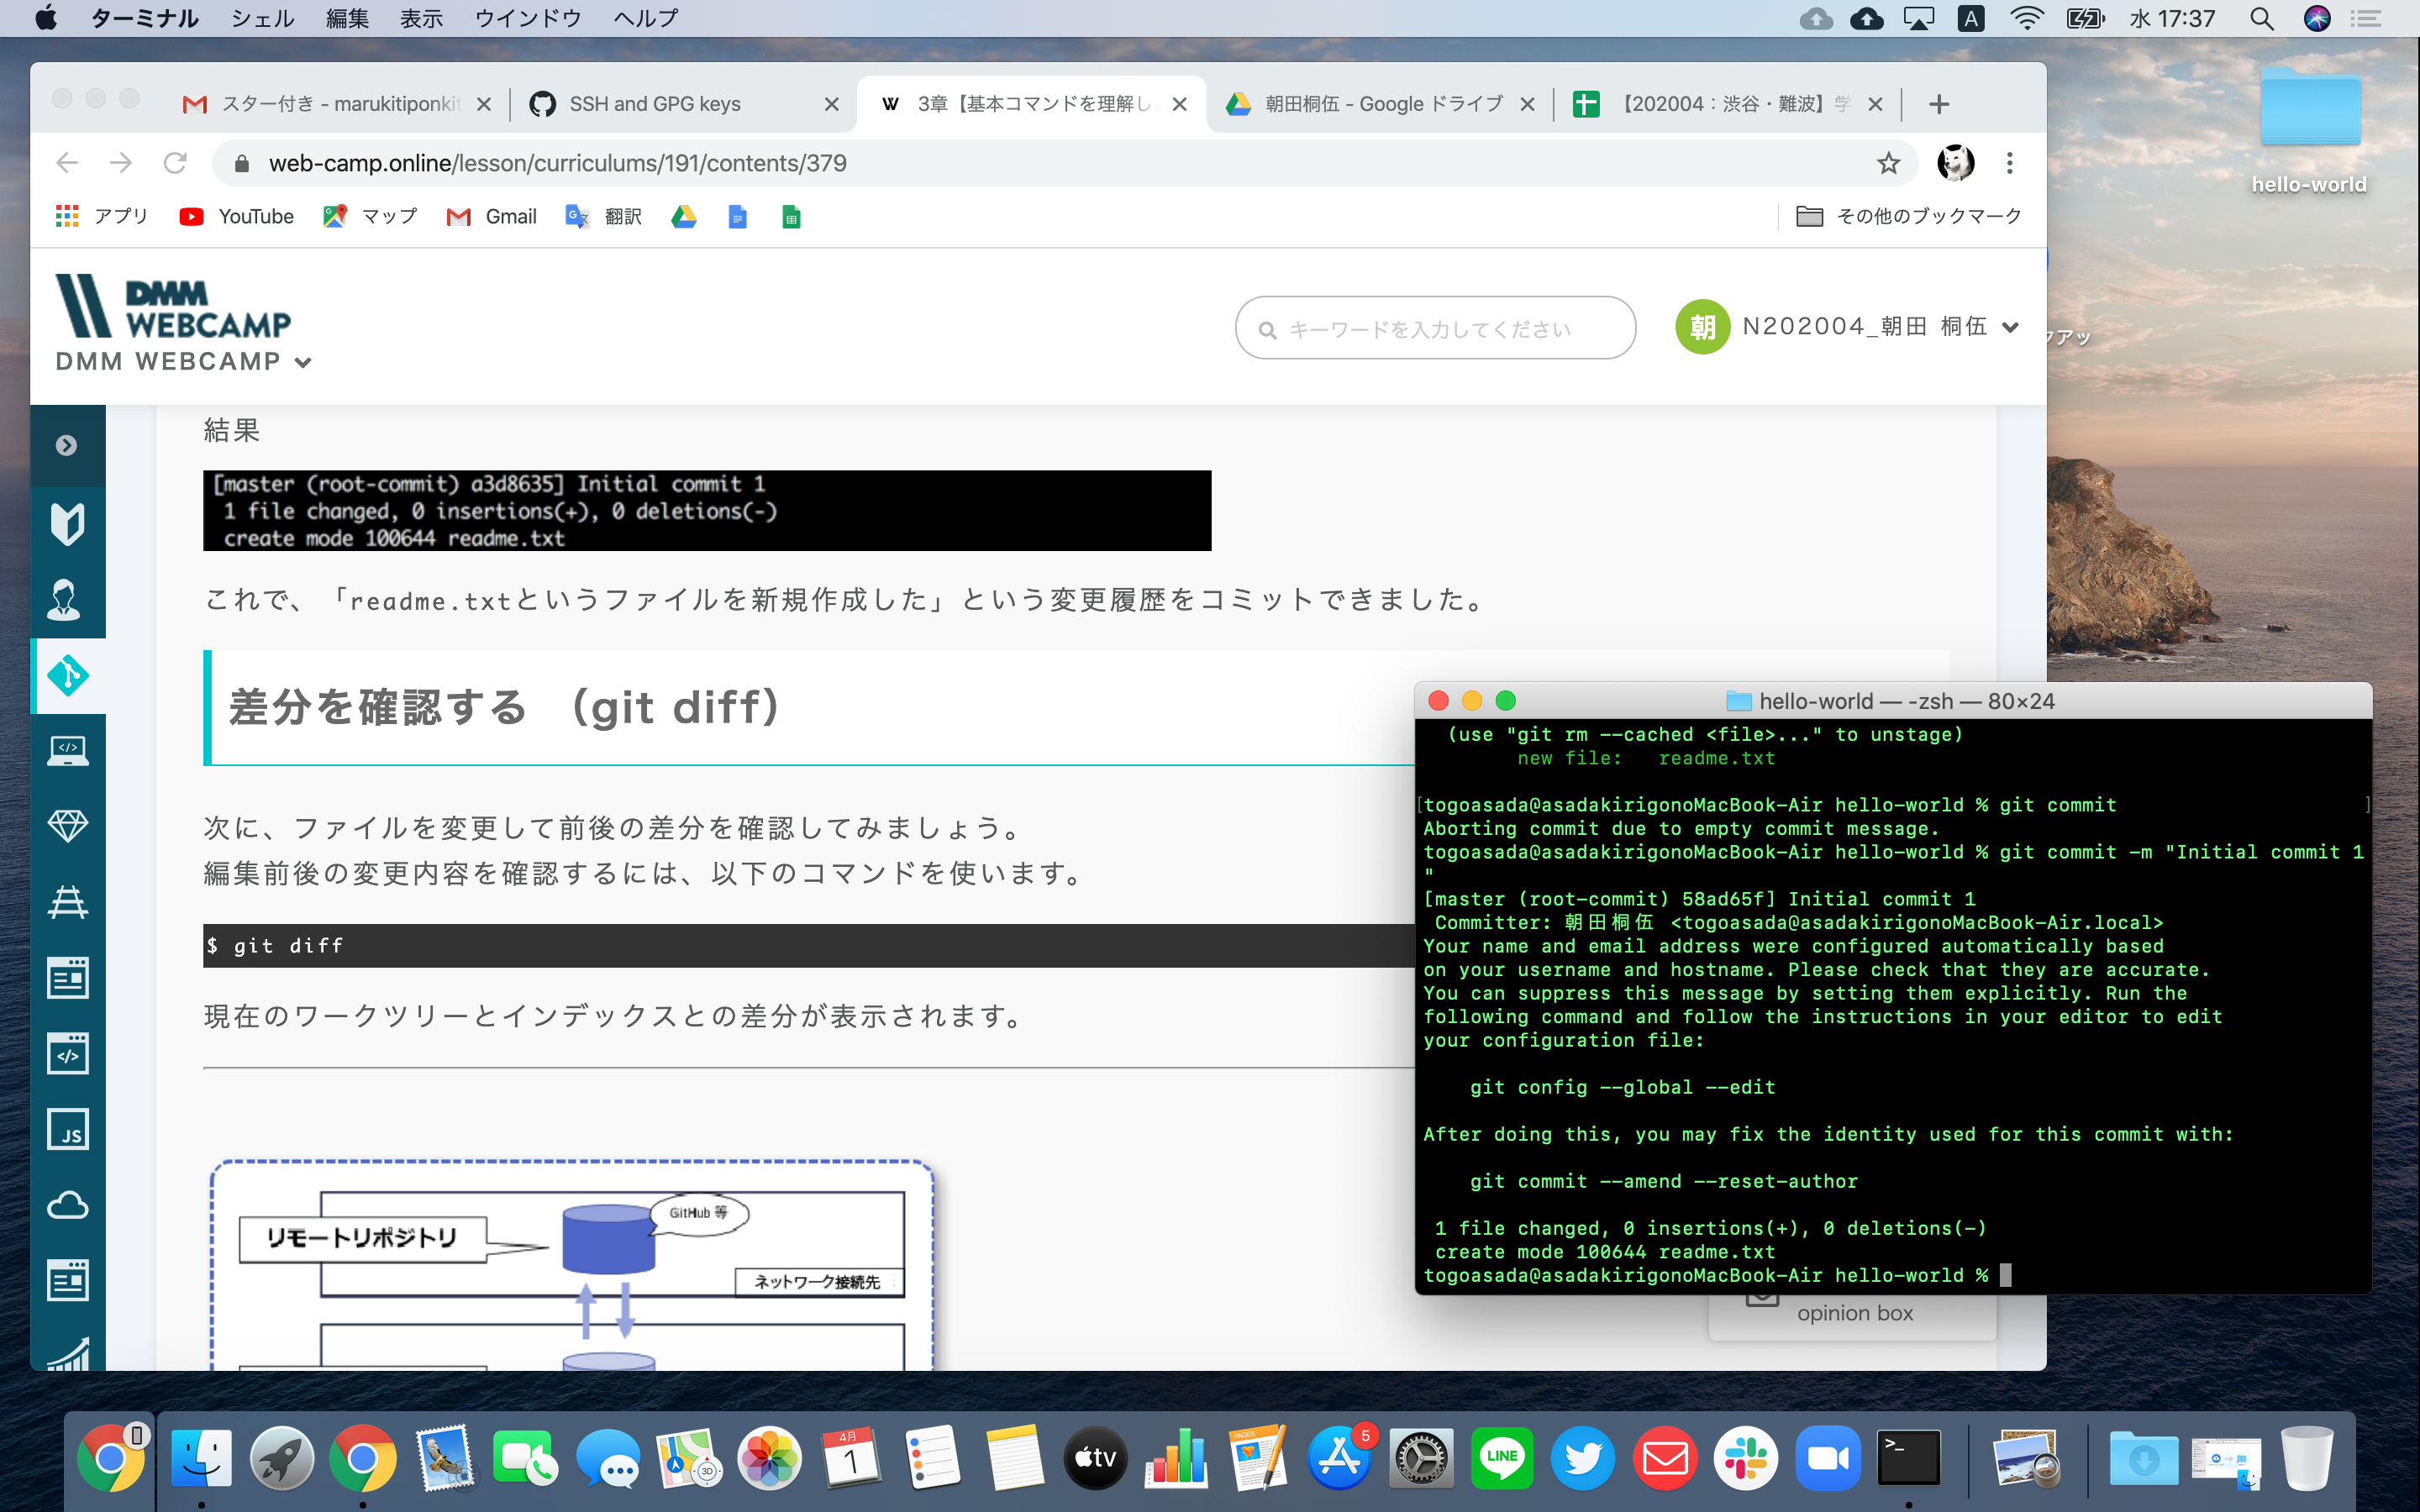 ターミナル シェル 編集 表示 ウインドウ ヘルプ
A 水 17:37
hello-world
スター付き - marukitiponkit
SSH and GPG keys
W 3章【基本コマンドを理解し
朝田桐伍 - Google ドライブ
【202004：渋谷・難波】学
web-camp.online/lesson/curriculums/191/contents/379
アプリ YouTube マップ Gmail 翻訳
その他のブックマーク
DMM
WEBCAMP
DMM WEBCAMP
キーワードを入力してください
朝 N202004_朝田 桐伍
クアッ
結果
[master (root-commit) a3d8635] Initial commit 1
1 file changed, 0 insertions(+), 0 deletions(-)
create mode 100644 readme.txt
これで、「readme.txtというファイルを新規作成した」という変更履歴をコミットできました。
差分を確認する （git diff）
次に、ファイルを変更して前後の差分を確認してみましょう。
編集前後の変更内容を確認するには、以下のコマンドを使います。
$ git diff
現在のワークツリーとインデックスとの差分が表示されます。
リモートリポジトリ
GitHub 等
ネットワーク接続先
JS
hello-world — -zsh — 80×24
(use "git rm --cached <file>..." to unstage)
new file:   readme.txt
[togoasada@asadakirigonoMacBook-Air hello-world % git commit ]
Aborting commit due to empty commit message.
togoasada@asadakirigonoMacBook-Air hello-world % git commit -m "Initial commit 1
"
[master (root-commit) 58ad65f] Initial commit 1
Committer: 朝田桐伍 <togoasada@asadakirigonoMacBook-Air.local>
Your name and email address were configured automatically based
on your username and hostname. Please check that they are accurate.
You can suppress this message by setting them explicitly. Run the
following command and follow the instructions in your editor to edit
your configuration file:
git config --global --edit
After doing this, you may fix the identity used for this commit with:
git commit --amend --reset-author
1 file changed, 0 insertions(+), 0 deletions(-)
create mode 100644 readme.txt
togoasada@asadakirigonoMacBook-Air hello-world %
opinion box
3D
4月
1
tv
PAGES
5
LINE
>_